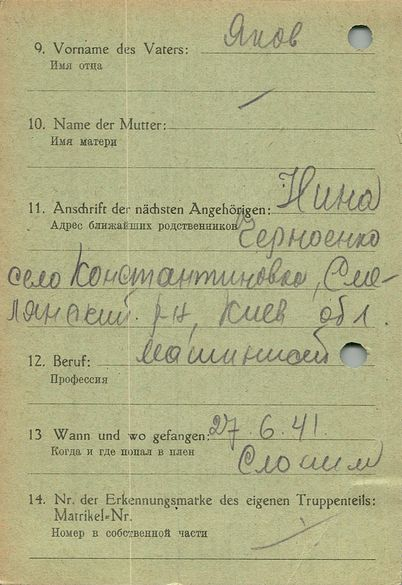 9. Vorname des Vaters: Яков
Имя отца
10. Name der Mutter: —
Имя матери
11. Anschrift der nächsten Angehörigen: Нина
Адрес ближайших родственников Черноенко
село Константиновка, Сме-
лянский р-н, Киев обл.
12. Beruf: машинист
Профессия
13 Wann und wo gefangen: 27.6.41.
Когда и где попал в плен Слоним
14. Nr. der Erkennungsmarke des eigenen Truppenteils:
Matrikel-Nr. —
Номер в собственной части